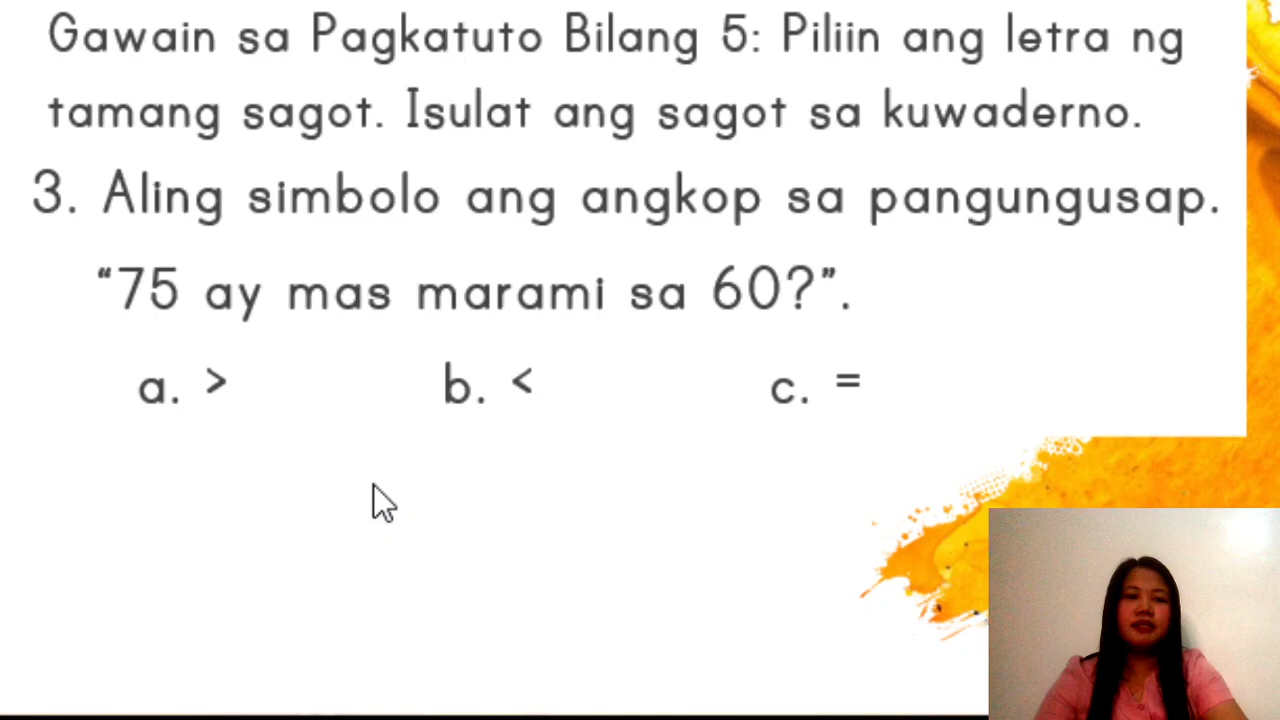 Gawain sa Pagkatuto Bilang 5: Piliin ang letra ng
tamang sagot. Isulat ang sagot sa kuwaderno.
3. Aling simbolo ang angkop sa pangungusap.
“75 ay mas marami sa 60?”.
a. > b. < c. =